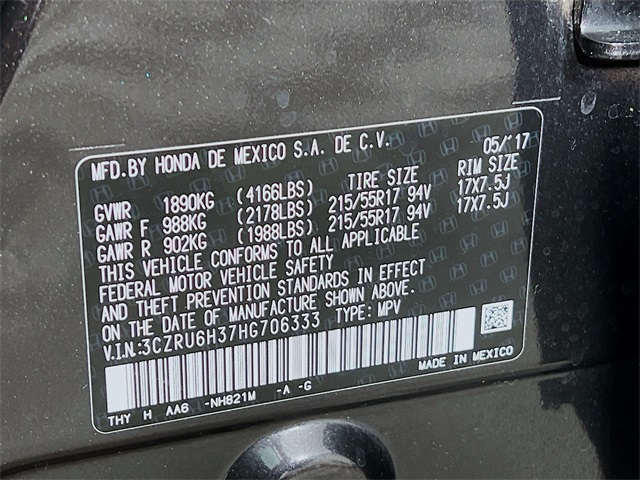 MFD.BY HONDA DE MEXICO S.A. DE C.V. 05/'17
TIRE SIZE RIM SIZE
GVWR 1890KG (4166LBS)
GAWR F 988KG (2178LBS) 215/55R17 94V 17X7.5J
GAWR R 902KG (1988LBS) 215/55R17 94V 17X7.5J
THIS VEHICLE CONFORMS TO ALL APPLICABLE
FEDERAL MOTOR VEHICLE SAFETY
AND THEFT PREVENTION STANDARDS IN EFFECT
ON THE DATE OF MANUFACTURE SHOWN ABOVE.
V.I.N:3CZRU6H37HG706333 TYPE: MPV
MADE IN MEXICO
THY H AA6 -NH821M -A -G